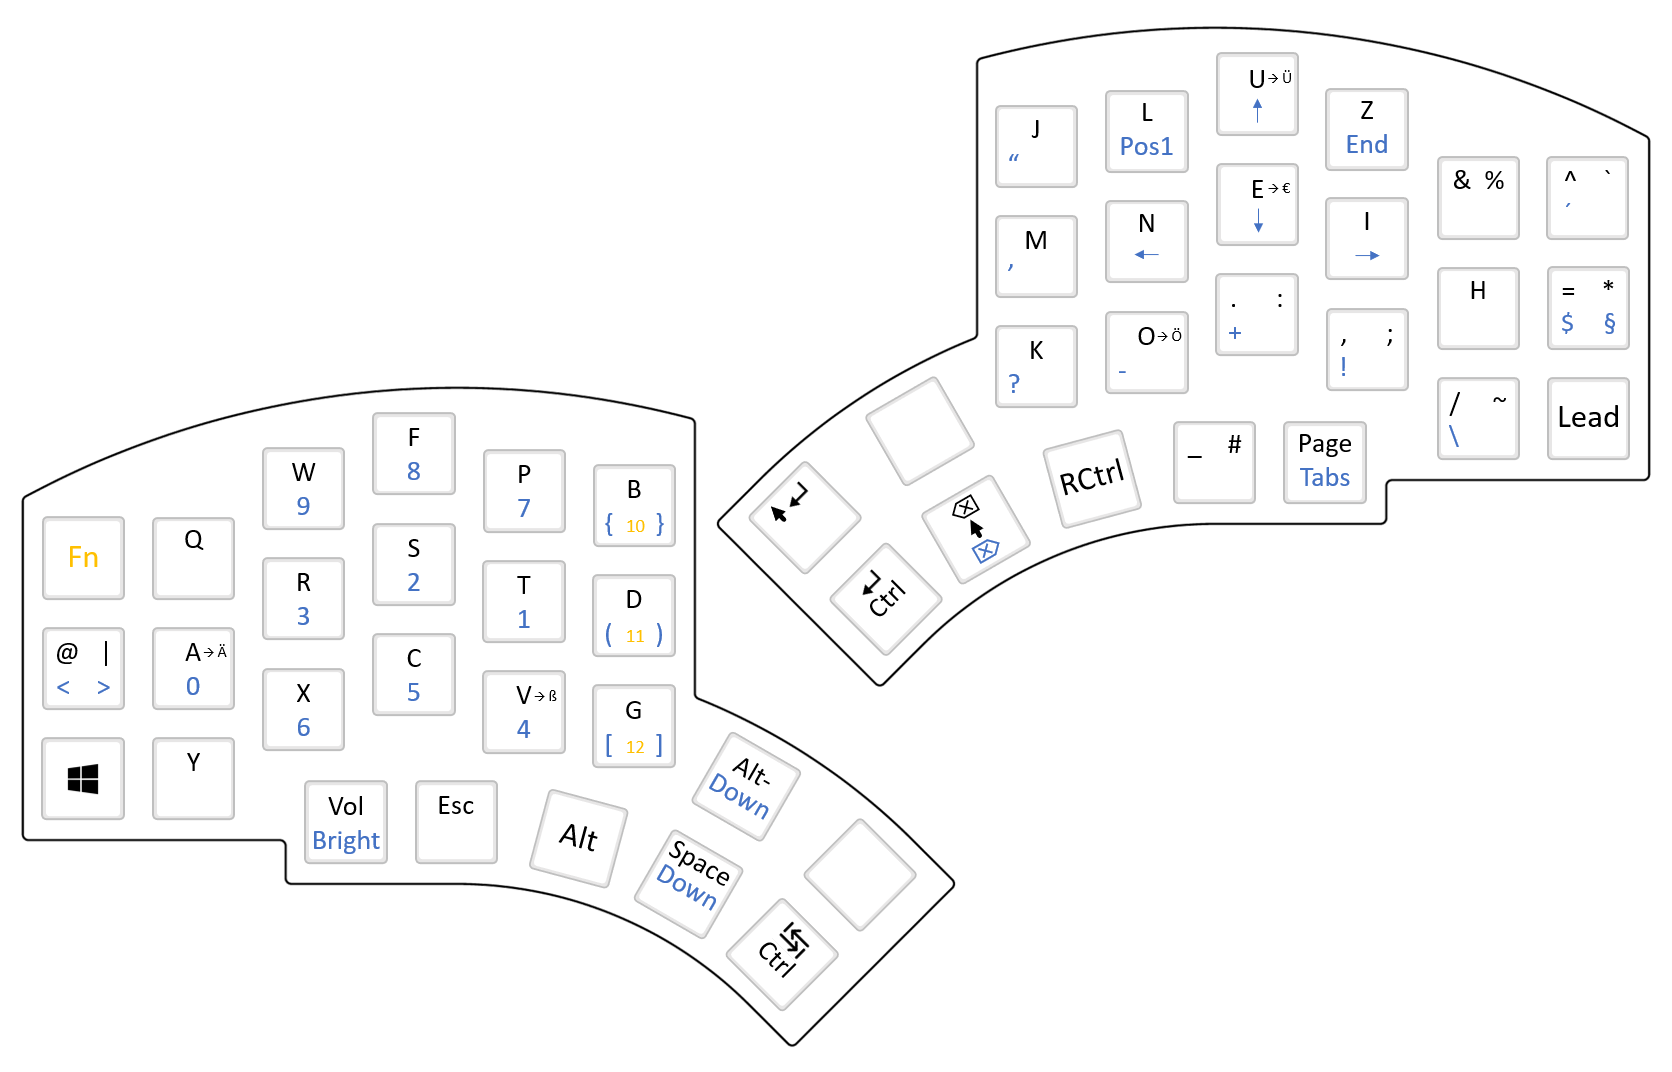 Fn
Q
W
9
F
8
P
7
B
{ 10 }
@ |
< >
A→Ä
0
R
3
S
2
T
1
D
( 11 )
Y
X
6
C
5
V→ß
4
G
[ 12 ]
Vol
Bright
Esc
Alt
Alt-
Down
Space
Down
Ctrl
J
“
L
Pos1
U→Ü
↑
Z
End
& %
^ `
´
M
,
N
←
E→€
↓
I
→
H
= *
$ §
K
?
O→Ö
-
. :
+
, ;
!
/ ~
\
Lead
RCtrl
_ #
Page
Tabs
Ctrl